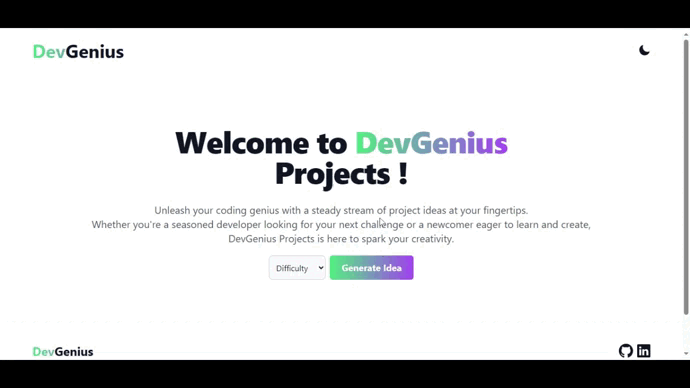 DevGenius
Welcome to DevGenius
Projects !
Unleash your coding genius with a steady stream of project ideas at your fingertips.
Whether you're a seasoned developer looking for your next challenge or a newcomer eager to learn and create,
DevGenius Projects is here to spark your creativity.
Difficulty
Generate Idea
DevGenius